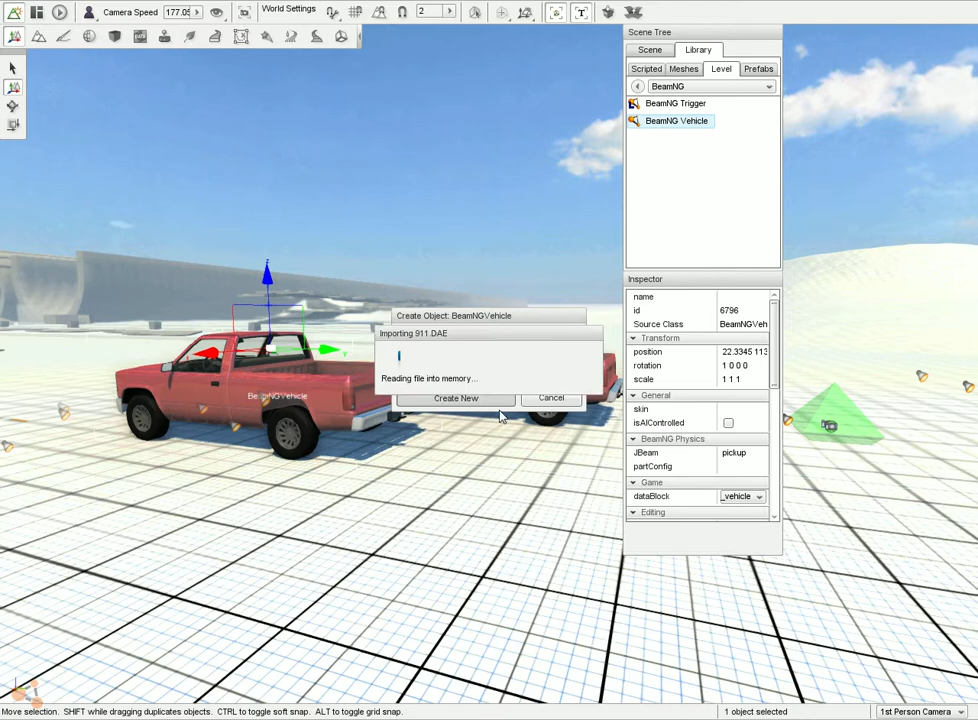 Camera Speed 177.05 World Settings 2
Scene Tree
Scene Library
Scripted Meshes Level Prefabs
BeamNG
BeamNG Trigger
BeamNG Vehicle
Inspector
name
id 6796
Source Class BeamNGVeh
Transform
position 22.3345 113
rotation 1 0 0 0
scale 1 1 1
General
skin
isAIControlled
BeamNG Physics
JBeam pickup
partConfig
Game
dataBlock _vehicle
Editing
Create Object: BeamNGVehicle
Importing 911.DAE
Reading file into memory...
Create New Cancel
z
y
BeamNGVehicle
Move selection. SHIFT while dragging duplicates objects. CTRL to toggle soft snap. ALT to toggle grid snap. 1 object selected 1st Person Camera